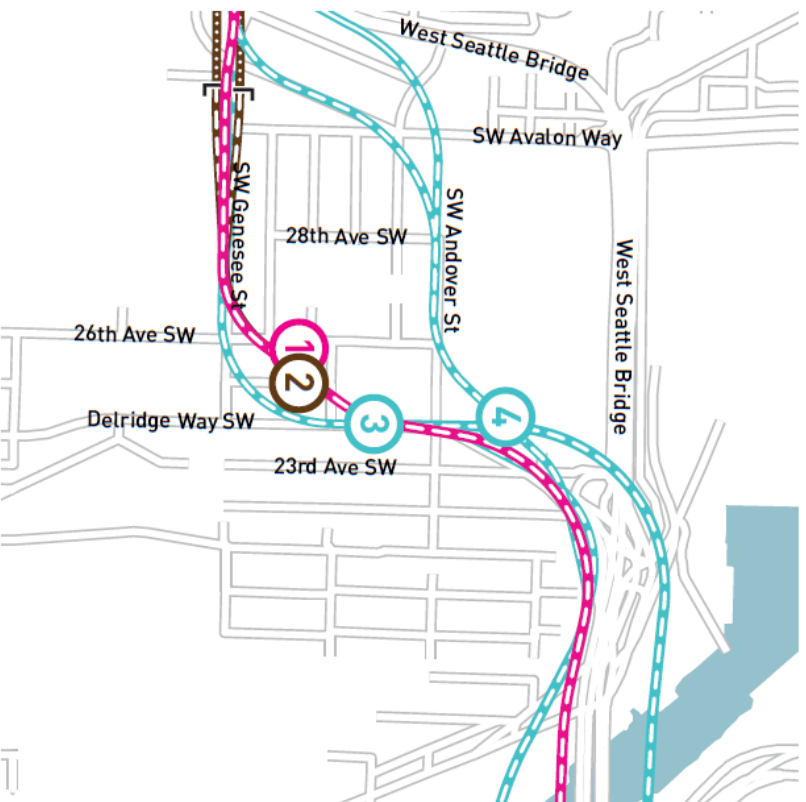 West Seattle Bridge
SW Avalon Way
SW Genesee St
SW Andover St
28th Ave SW
West Seattle Bridge
26th Ave SW
1
2
Delridge Way SW
3
4
23rd Ave SW